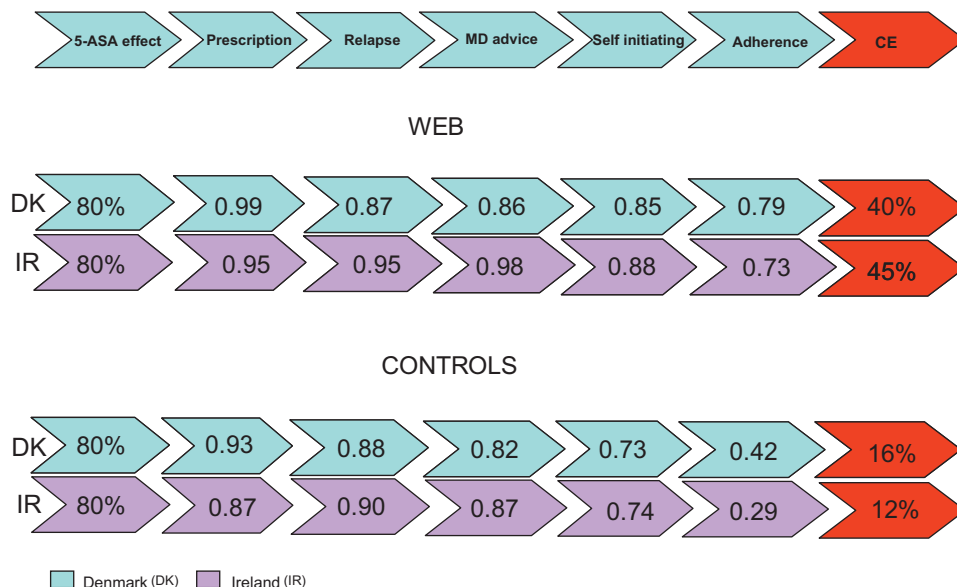 5-ASA effect Prescription Relapse MD advice Self initiating Adherence CE
WEB
DK 80% 0.99 0.87 0.86 0.85 0.79 40%
IR 80% 0.95 0.95 0.98 0.88 0.73 45%
CONTROLS
DK 80% 0.93 0.88 0.82 0.73 0.42 16%
IR 80% 0.87 0.90 0.87 0.74 0.29 12%
Denmark (DK) Ireland (IR)